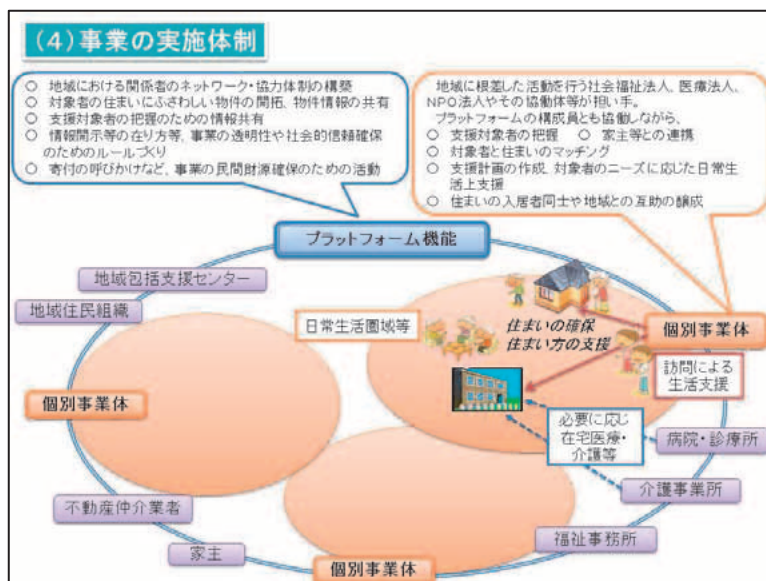 (4)事業の実施体制
○ 地域における関係者のネットワーク・協力体制の構築
○ 対象者の住まいにふさわしい物件の開拓、物件情報の共有
○ 支援対象者の把握のための情報共有
○ 情報開示等の在り方等、事業の透明性や社会的信頼確保
のためのルールづくり
○ 寄付の呼びかけなど、事業の民間財源確保のための活動
地域に根差した活動を行う社会福祉法人、医療法人、
NPO法人やその協働体等が担い手。
プラットフォームの構成員とも協働しながら、
○ 支援対象者の把握 ○ 家主等との連携
○ 対象者と住まいのマッチング
○ 支援計画の作成、対象者のニーズに応じた日常生
活上支援
○ 住まいの入居者同士や地域との互助の醸成
プラットフォーム機能
地域包括支援センター
地域住民組織
日常生活圏域等
住まいの確保
住まい方の支援
個別事業体
訪問による
生活支援
個別事業体
必要に応じ
在宅医療・
介護等
病院・診療所
介護事業所
不動産仲介業者
家主
福祉事務所
個別事業体